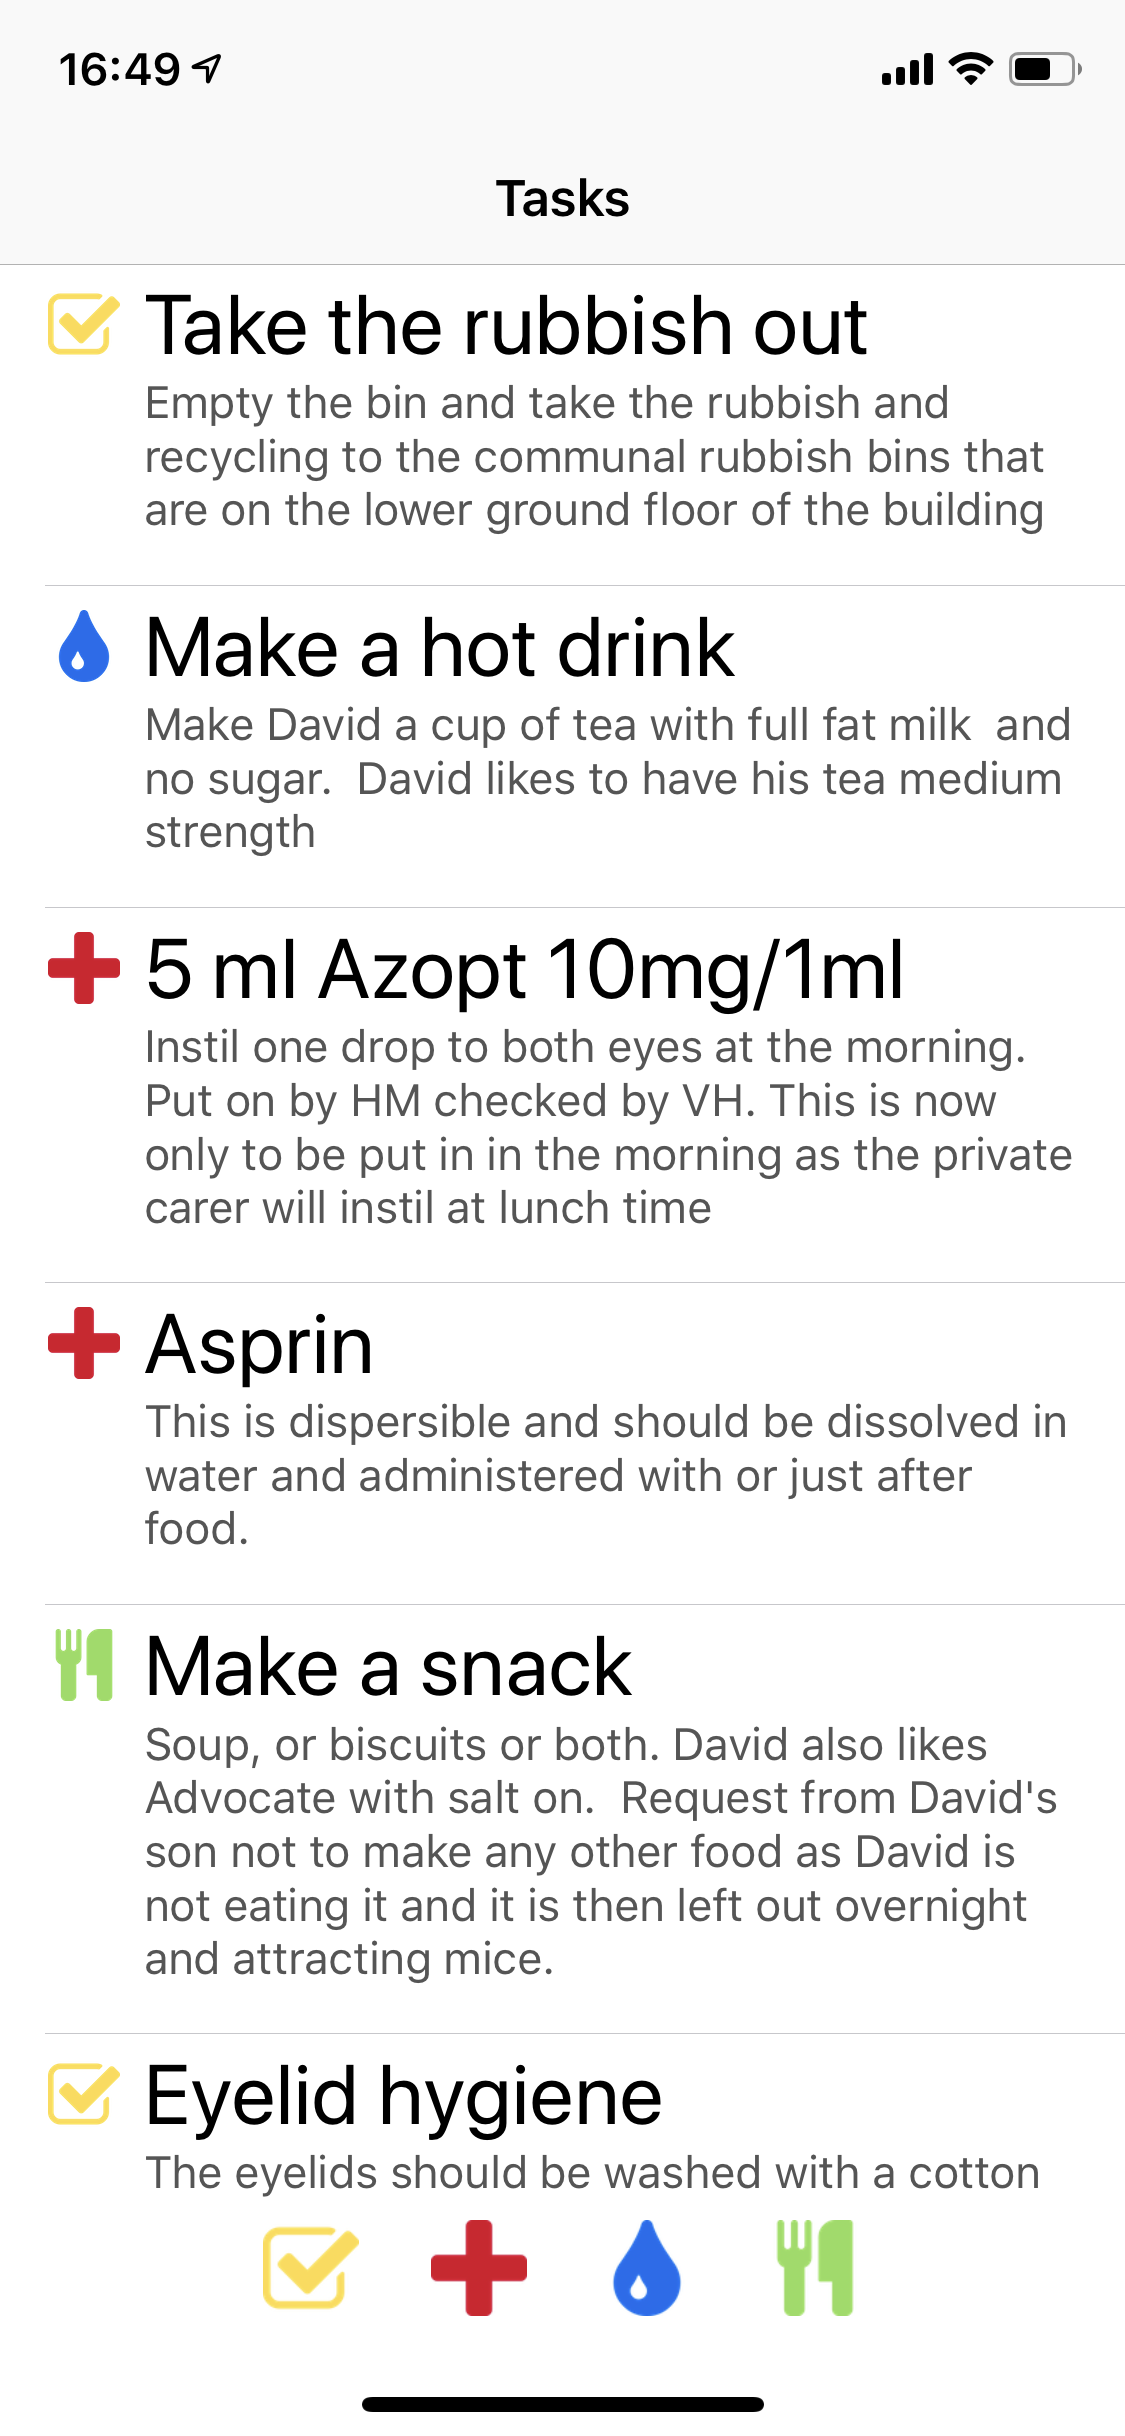 16:49
Tasks
Take the rubbish out
Empty the bin and take the rubbish and
recycling to the communal rubbish bins that
are on the lower ground floor of the building
Make a hot drink
Make David a cup of tea with full fat milk  and
no sugar.  David likes to have his tea medium
strength
5 ml Azopt 10mg/1ml
Instil one drop to both eyes at the morning.
Put on by HM checked by VH. This is now
only to be put in in the morning as the private
carer will instil at lunch time
Asprin
This is dispersible and should be dissolved in
water and administered with or just after
food.
Make a snack
Soup, or biscuits or both. David also likes
Advocate with salt on.  Request from David's
son not to make any other food as David is
not eating it and it is then left out overnight
and attracting mice.
Eyelid hygiene
The eyelids should be washed with a cotton